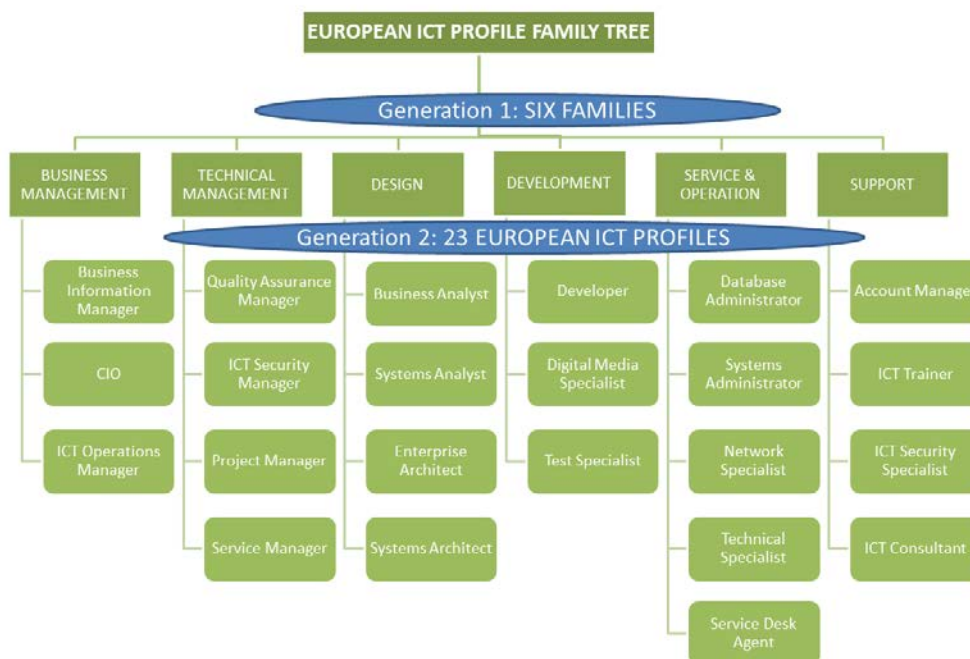 EUROPEAN ICT PROFILE FAMILY TREE
Generation 1: SIX FAMILIES
BUSINESS
MANAGEMENT
TECHNICAL
MANAGEMENT
DESIGN
DEVELOPMENT
SERVICE &
OPERATION
SUPPORT
Generation 2: 23 EUROPEAN ICT PROFILES
Business
Information
Manager
Quality Assurance
Manager
Business Analyst
Developer
Database
Administrator
Account Manage
CIO
ICT Security
Manager
Systems Analyst
Digital Media
Specialist
Systems
Administrator
ICT Trainer
ICT Operations
Manager
Project Manager
Enterprise
Architect
Test Specialist
Network
Specialist
ICT Security
Specialist
Service Manager
Systems Architect
Technical
Specialist
ICT Consultant
Service Desk
Agent